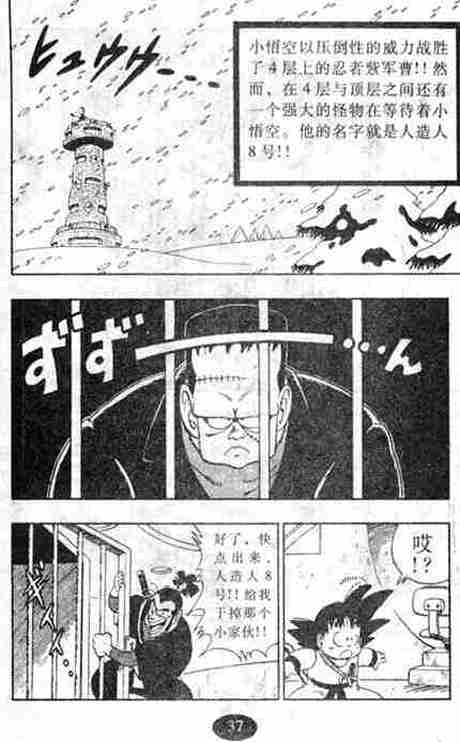 小悟空以压倒性的威力战胜
了4层上的忍者紫军曹!! 然
而、在4层与顶层之间还有
一个强大的怪物在等待着小
悟空。他的名字就是人造人
8号!!
ヒュウウ・・・
ずずず・・・ん
哎!?
好了, 快
点出来,
人造人8
号!! 给我
干掉那个
小家伙!!
37